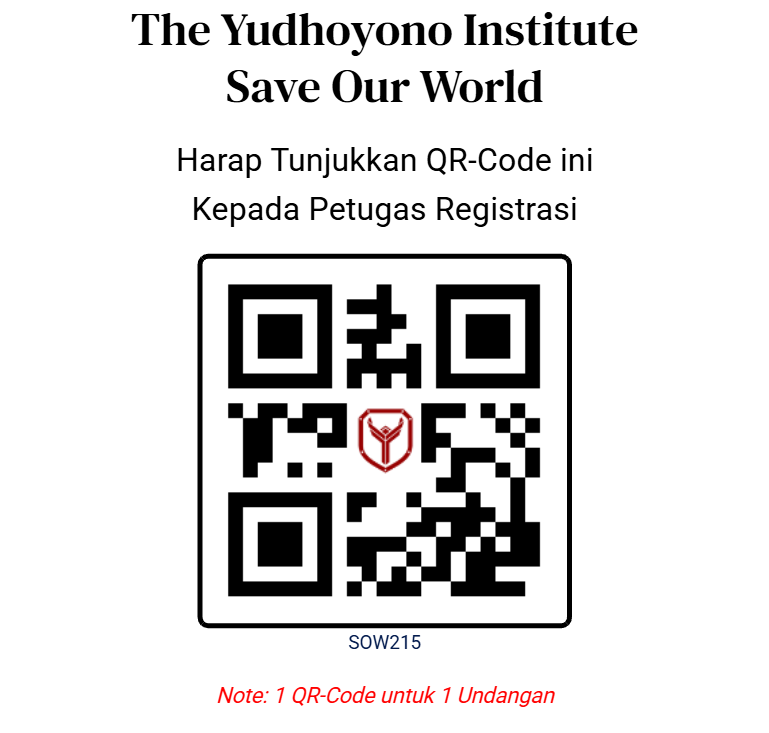 The Yudhoyono Institute
Save Our World
Harap Tunjukkan QR-Code ini
Kepada Petugas Registrasi
SOW215
Note: 1 QR-Code untuk 1 Undangan